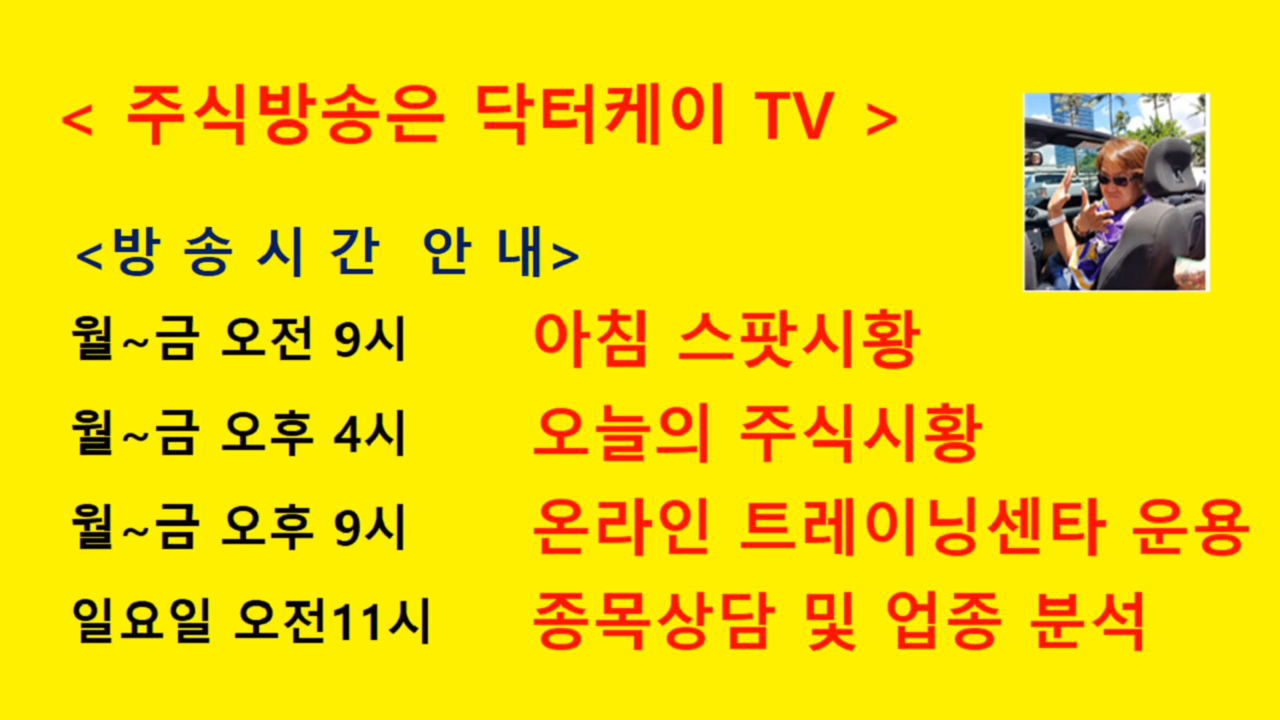 < 주식방송은 닥터케이 TV >
<방 송 시 간 안 내>
월~금 오전 9시 아침 스팟시황
월~금 오후 4시 오늘의 주식시황
월~금 오후 9시 온라인 트레이닝센타 운용
일요일 오전11시 종목상담 및 업종 분석